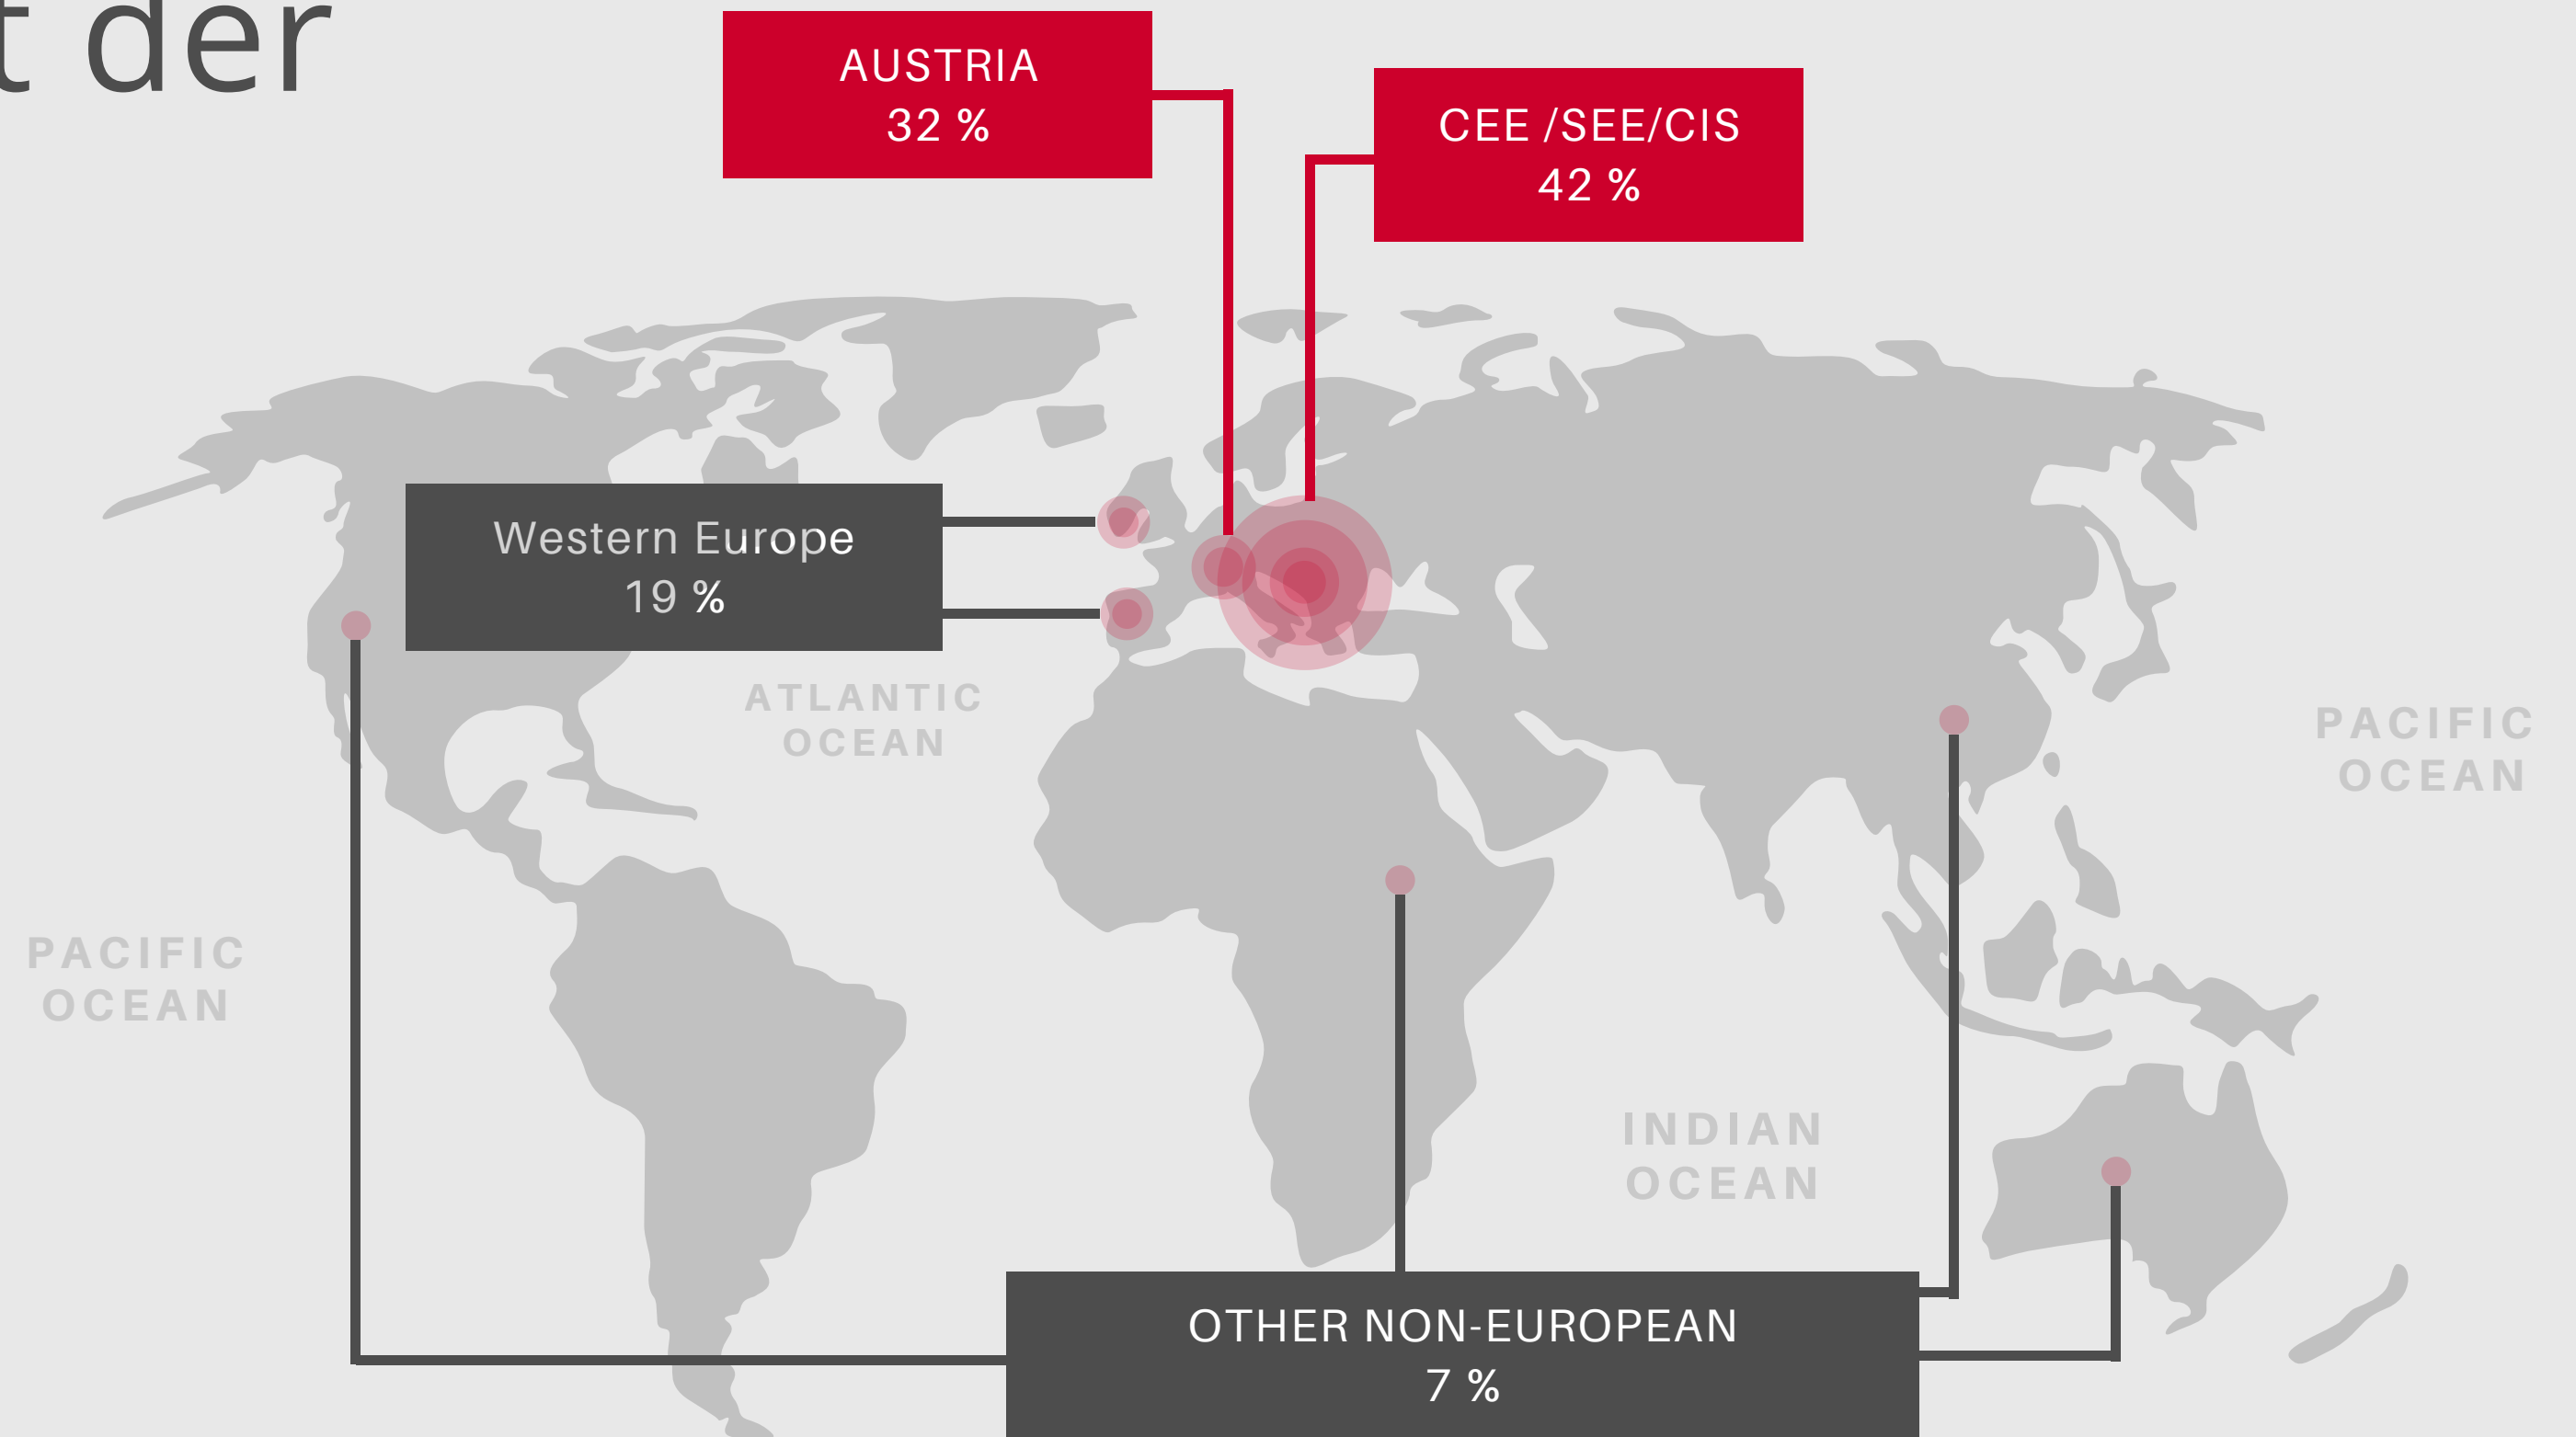 t der
AUSTRIA
32 %
CEE /SEE/CIS
42 %
Western Europe
19 %
ATLANTIC
OCEAN
PACIFIC
OCEAN
PACIFIC
OCEAN
INDIAN
OCEAN
OTHER NON-EUROPEAN
7 %